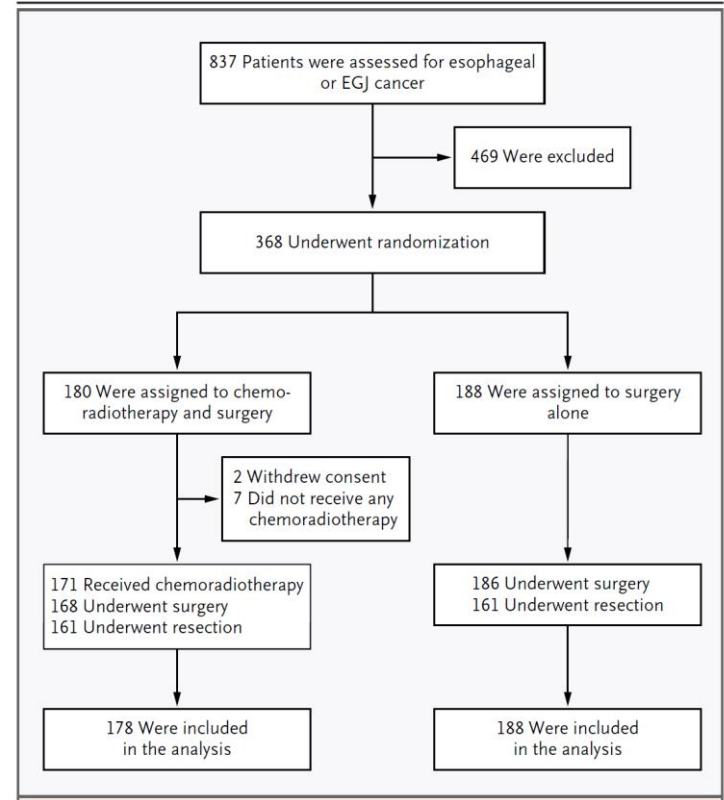 837 Patients were assessed for esophageal
or EGJ cancer
469 Were excluded
368 Underwent randomization
180 Were assigned to chemo-
radiotherapy and surgery
188 Were assigned to surgery
alone
2 Withdrew consent
7 Did not receive any
chemoradiotherapy
171 Received chemoradiotherapy
168 Underwent surgery
161 Underwent resection
186 Underwent surgery
161 Underwent resection
178 Were included
in the analysis
188 Were included
in the analysis